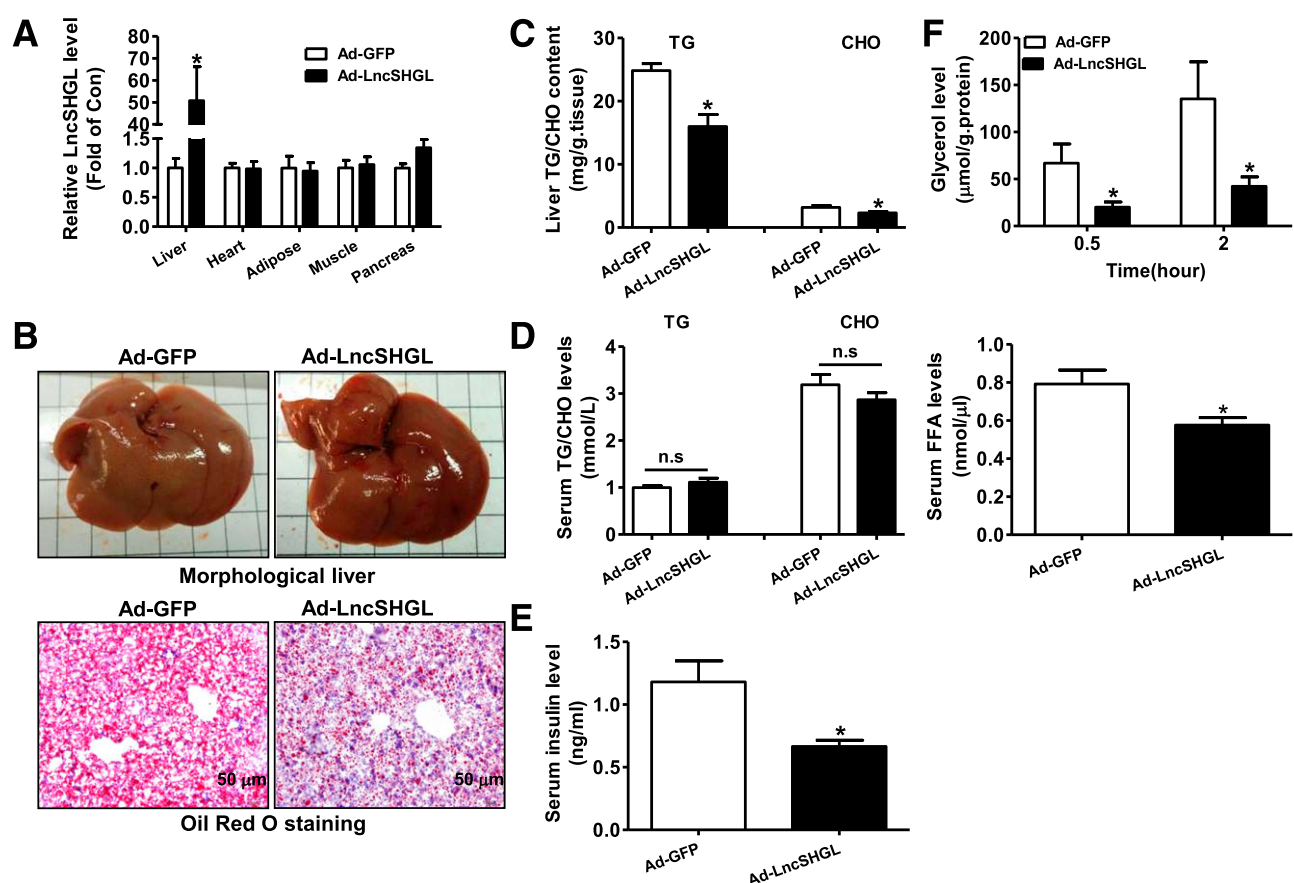 A
Relative LncSHGL level
(Fold of Con)
80
70
60
50
40
1.5
1.0
0.5
0.0
*
Ad-GFP
Ad-LncSHGL
Liver
Heart
Adipose
Muscle
Pancreas
B
Ad-GFP
Ad-LncSHGL
Morphological liver
Ad-GFP
Ad-LncSHGL
50 μm
50 μm
Oil Red O staining
C
Liver TG/CHO content
(mg/g.tissue)
30
20
10
0
TG
CHO
*
*
Ad-GFP
Ad-LncSHGL
Ad-GFP
Ad-LncSHGL
D
Serum TG/CHO levels
(mmol/L)
4
3
2
1
0
TG
CHO
n.s
n.s
Ad-GFP
Ad-LncSHGL
Ad-GFP
Ad-LncSHGL
Serum FFA levels
(nmol/μl)
1.0
0.8
0.6
0.4
0.2
0.0
*
Ad-GFP
Ad-LncSHGL
E
Serum insulin level
(ng/ml)
1.5
1.0
0.5
0.0
*
Ad-GFP
Ad-LncSHGL
F
Glycerol level
(μmol/g.protein)
200
150
100
50
0
Ad-GFP
Ad-LncSHGL
*
*
0.5
2
Time(hour)